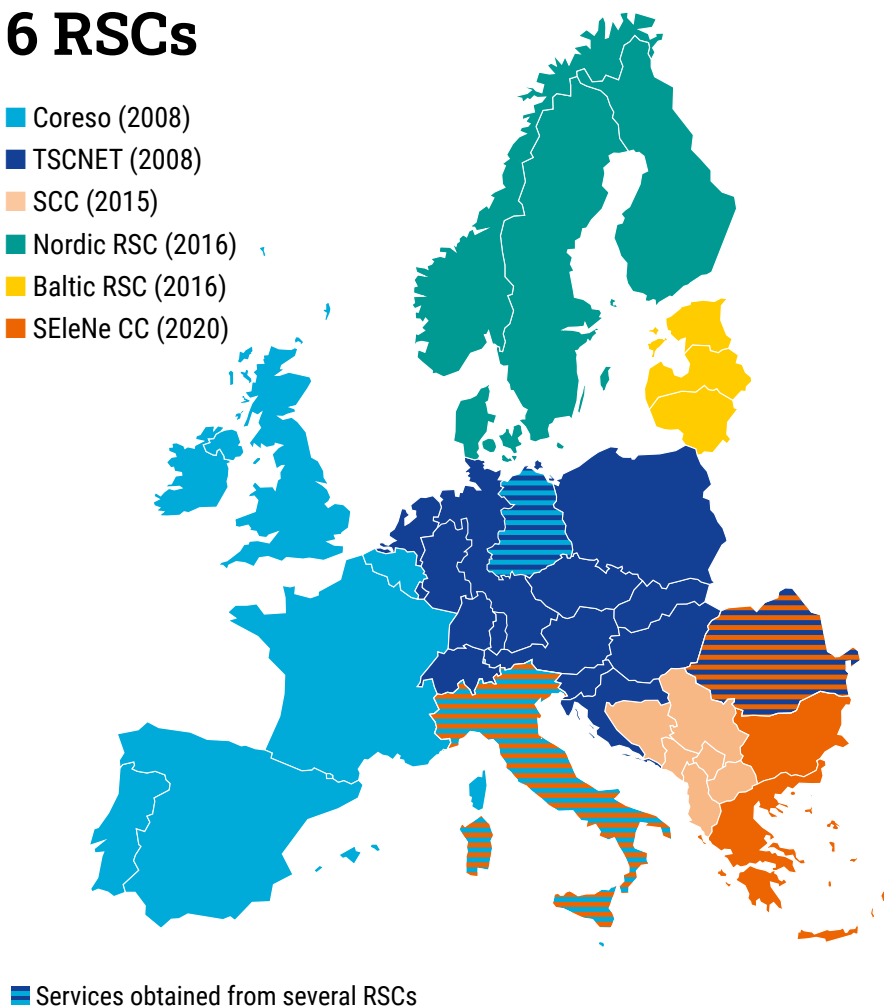 6 RSCs
Coreso (2008)
TSCNET (2008)
SCC (2015)
Nordic RSC (2016)
Baltic RSC (2016)
SEleNe CC (2020)
Services obtained from several RSCs